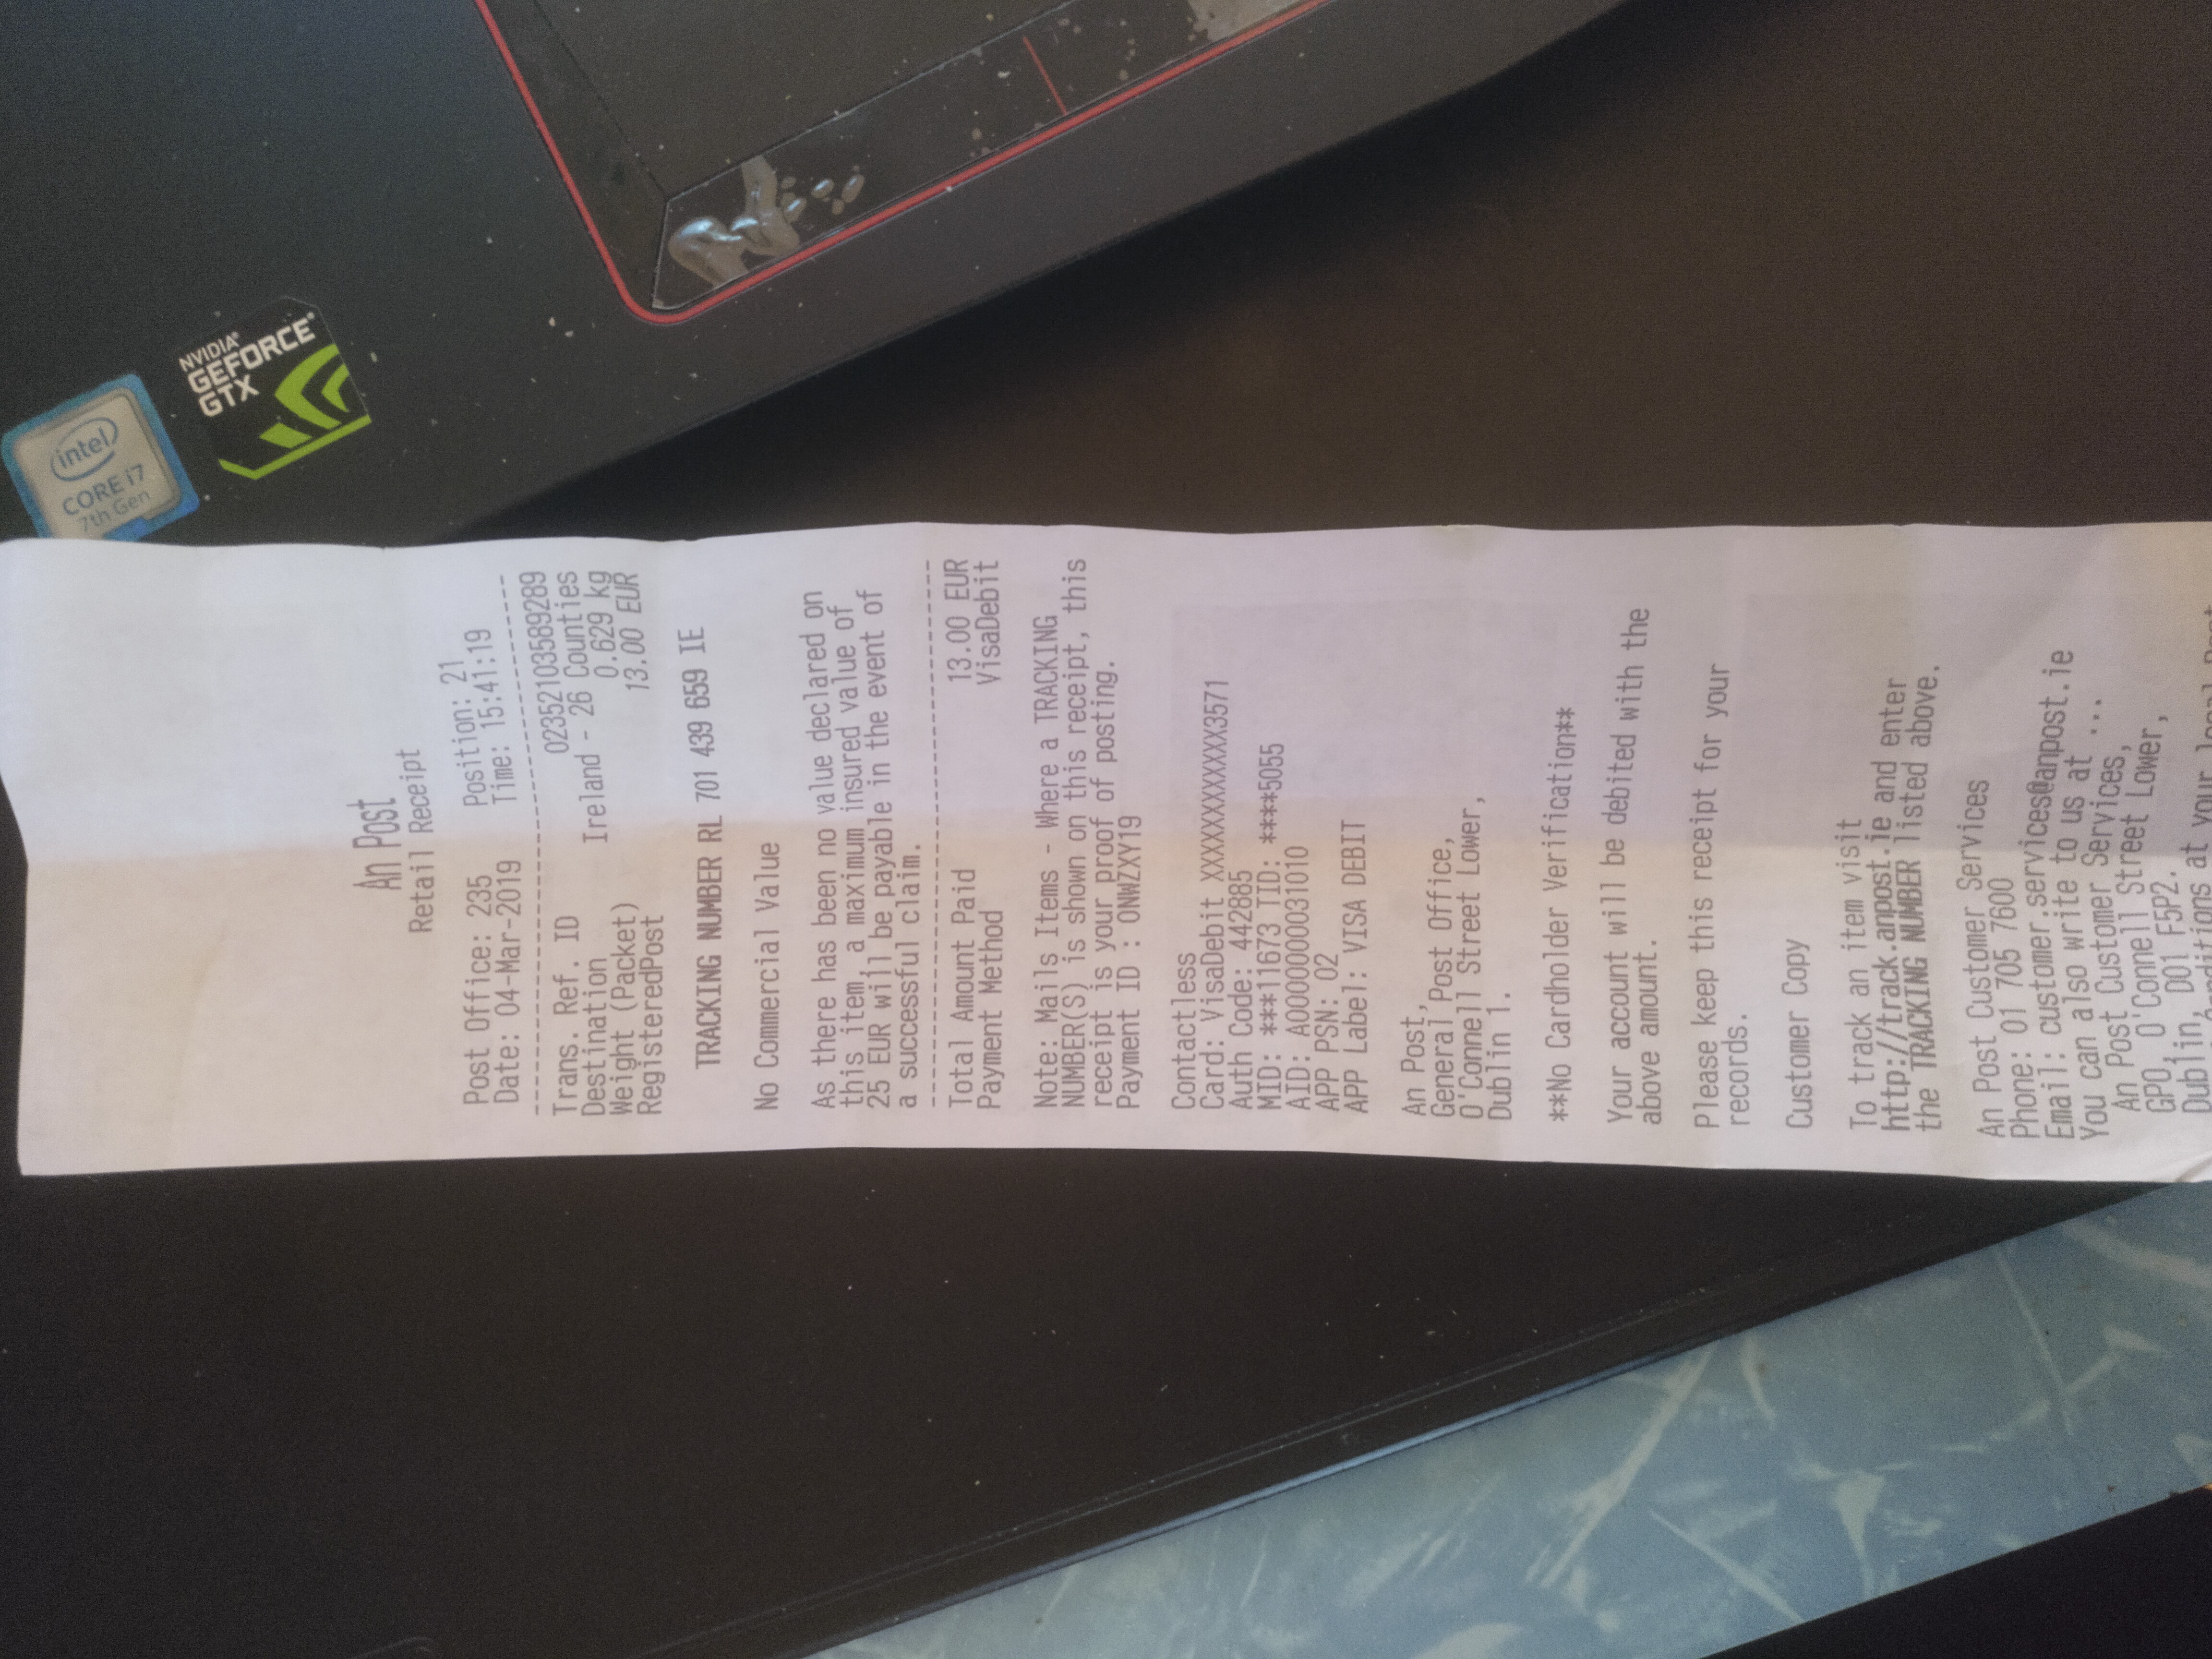 intel
CORE i7
7th Gen
NVIDIA
GEFORCE
GTX
An Post
Retail Receipt
Post Office: 235 Position: 21
Date: 04-Mar-2019 Time: 15:41:19
Trans. Ref. ID 02352103589289
Destination Ireland - 26 Counties
Weight (Packet) 0.629 kg
RegisteredPost 13.00 EUR
TRACKING NUMBER RL 701 439 659 IE
No Commercial Value
As there has been no value declared on
this item, a maximum insured value of
25 EUR will be payable in the event of
a successful claim.
Total Amount Paid 13.00 EUR
Payment Method VisaDebit
Note: Mails Items - Where a TRACKING
NUMBER(S) is shown on this receipt, this
receipt is your proof of posting.
Payment ID : ONWZXY19
Contactless
Card: VisaDebit XXXXXXXXXXXXXXX3571
Auth Code: 442885
MID: ***11673 TID: ****5055
AID: A0000000031010
APP PSN: 02
APP Label: VISA DEBIT
An Post,
General Post Office,
O'Connell Street Lower,
Dublin 1.
**No Cardholder Verification**
Your account will be debited with the
above amount.
Please keep this receipt for your
records.
Customer Copy
To track an item visit
http://track.anpost.ie and enter
the TRACKING NUMBER listed above.
An Post Customer Services
Phone: 01 705 7600
Email: customer.services@anpost.ie
You can also write to us at ...
An Post Customer Services,
GPO, O'Connell Street Lower,
Dublin, D01 F5P2.
at your local Post